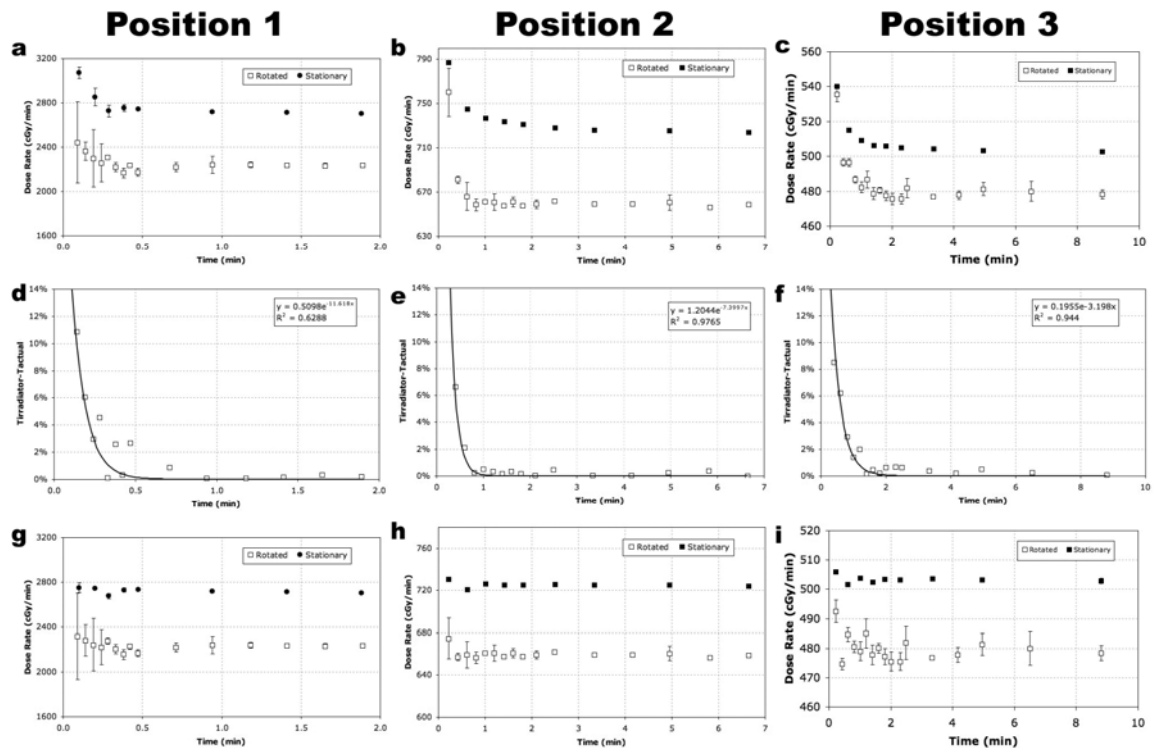 Position 1 Position 2 Position 3
a
3200
2800
2400
2000
1600
Dose Rate (cGy/min)
Rotated Stationary
0.0 0.5 1.0 1.5 2.0
Time (min)
b
790
750
710
670
630
Dose Rate (cGy/min)
Rotated Stationary
0 1 2 3 4 5 6 7
Time (min)
c
560
540
520
500
480
460
Dose Rate (cGy/min)
Rotated Stationary
0 2 4 6 8 10
Time (min)
d
14%
12%
10%
8%
6%
4%
2%
0%
Tirradiator-Tactual
y = 0.5098e^-11.618x
R² = 0.6288
0.0 0.5 1.0 1.5 2.0
Time (min)
e
14%
12%
10%
8%
6%
4%
2%
0%
Tirradiator-Tactual
y = 1.2044e^-7.3997x
R² = 0.9765
0 1 2 3 4 5 6 7
Time (min)
f
14%
12%
10%
8%
6%
4%
2%
0%
Tirradiator-Tactual
y = 0.1955e-3.198x
R² = 0.944
0 2 4 6 8 10
Time (min)
g
3200
2800
2400
2000
1600
Dose Rate (cGy/min)
Rotated Stationary
0.0 0.5 1.0 1.5 2.0
Time (min)
h
760
720
680
640
600
Dose Rate (cGy/min)
Rotated Stationary
0 1 2 3 4 5 6 7
Time (min)
i
520
510
500
490
480
470
460
Dose Rate (cGy/min)
Rotated Stationary
0 2 4 6 8 10
Time (min)